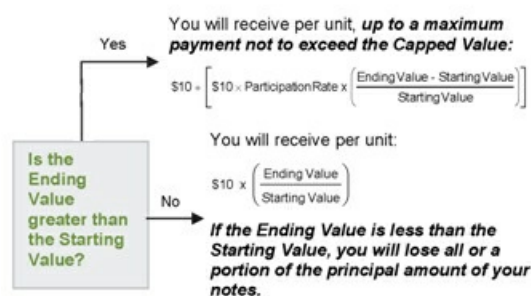 You will receive per unit, up to a maximum
payment not to exceed the Capped Value:
Yes
$10 + [ $10 × Participation Rate x ( Ending Value - Starting Value
Starting Value ) ]
You will receive per unit:
$10 x ( Ending Value
Starting Value )
Is the
Ending
Value
greater than
the Starting
Value?
No
If the Ending Value is less than the
Starting Value, you will lose all or a
portion of the principal amount of your
notes.